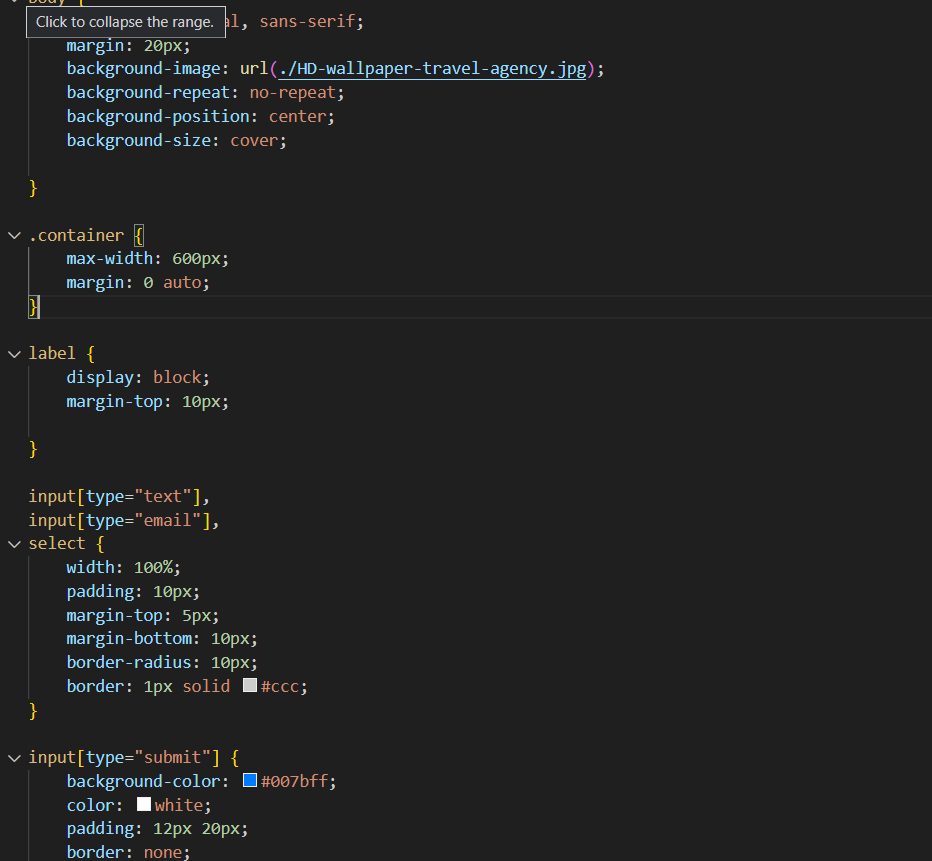 body {
Click to collapse the range.
al, sans-serif;
margin: 20px;
background-image: url(./HD-wallpaper-travel-agency.jpg);
background-repeat: no-repeat;
background-position: center;
background-size: cover;
}
.container {
max-width: 600px;
margin: 0 auto;
}
label {
display: block;
margin-top: 10px;
}
input[type="text"],
input[type="email"],
select {
width: 100%;
padding: 10px;
margin-top: 5px;
margin-bottom: 10px;
border-radius: 10px;
border: 1px solid #ccc;
}
input[type="submit"] {
background-color: #007bff;
color: white;
padding: 12px 20px;
border: none;